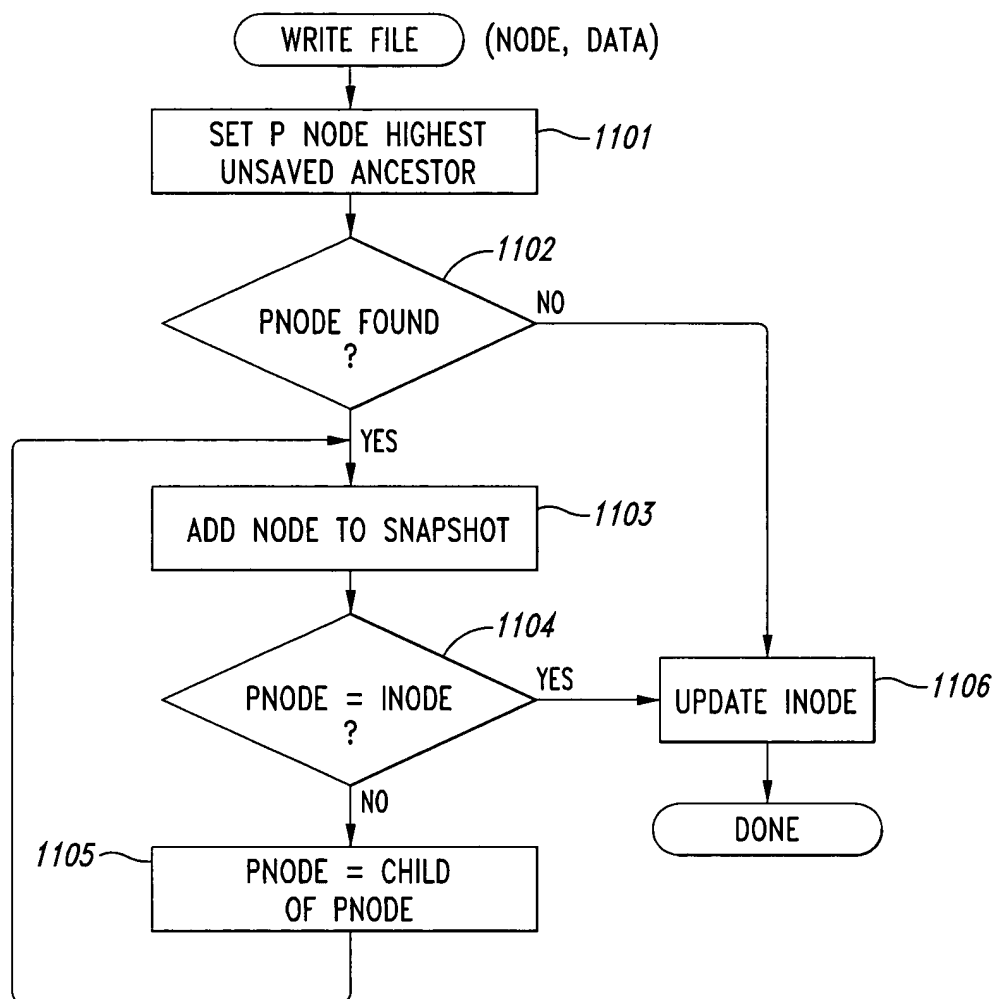 WRITE FILE (NODE, DATA)
SET P NODE HIGHEST
UNSAVED ANCESTOR
1101
1102
PNODE FOUND
?
NO
YES
ADD NODE TO SNAPSHOT
1103
1104
PNODE = INODE
?
YES
UPDATE INODE
1106
NO
DONE
1105
PNODE = CHILD
OF PNODE